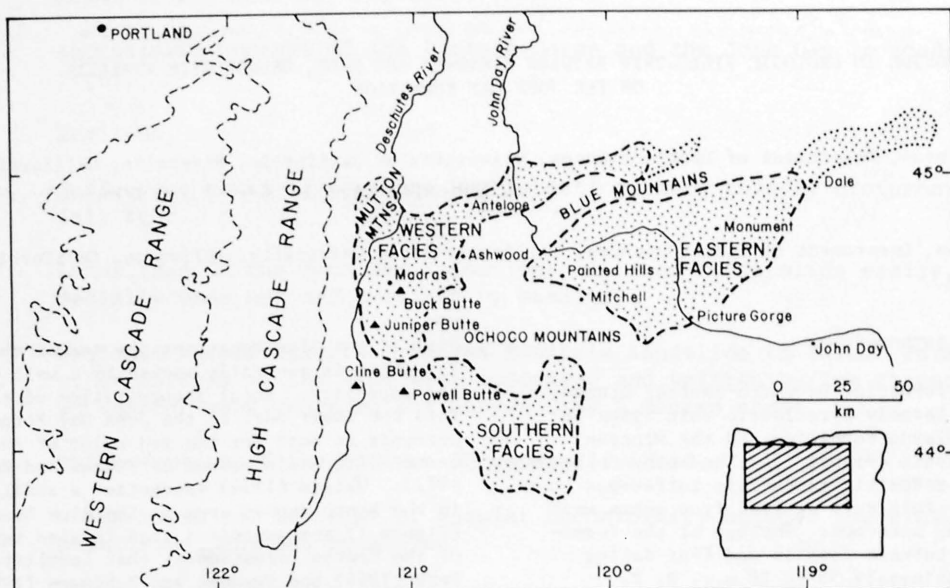 PORTLAND
Deschutes River
John Day River
45°
MUTTON
MTNS
Antelope
BLUE MOUNTAINS
Dale
WESTERN
FACIES
Ashwood
Monument
EASTERN
FACIES
Madras
Buck Butte
Painted Hills
Mitchell
Juniper Butte
OCHOCO MOUNTAINS
Picture Gorge
John Day
Cline Butte
Powell Butte
0 25 50
km
SOUTHERN
FACIES
44°
WESTERN CASCADE RANGE
HIGH CASCADE RANGE
122°
121°
120°
119°